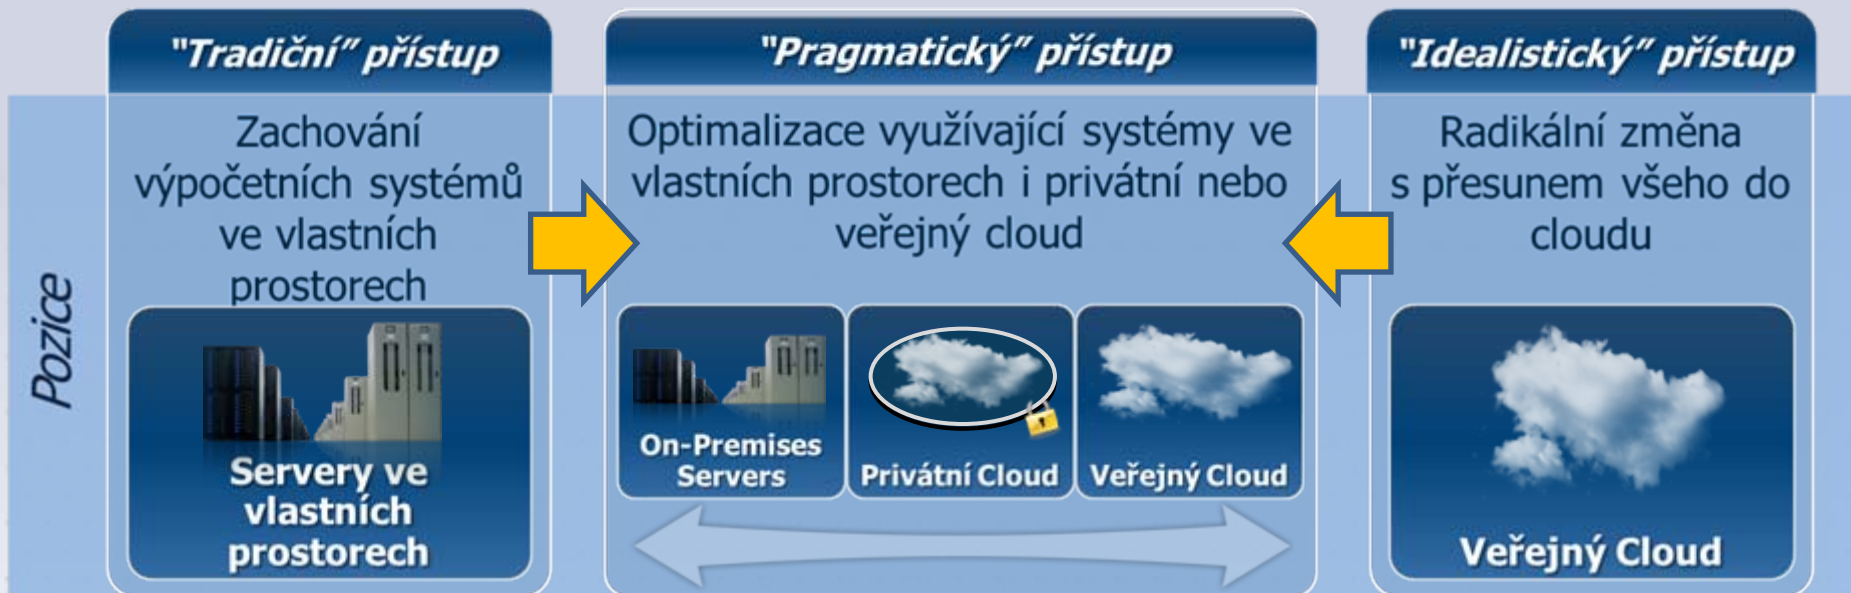 "Tradiční" přístup
Zachování
výpočetních systémů
ve vlastních
prostorech
Servery ve
vlastních
prostorech
"Pragmatický" přístup
Optimalizace využívající systémy ve
vlastních prostorech i privátní nebo
veřejný cloud
On-Premises
Servers
Privátní Cloud
Veřejný Cloud
"Idealistický" přístup
Radikální změna
s přesunem všeho do
cloudu
Veřejný Cloud
Pozice